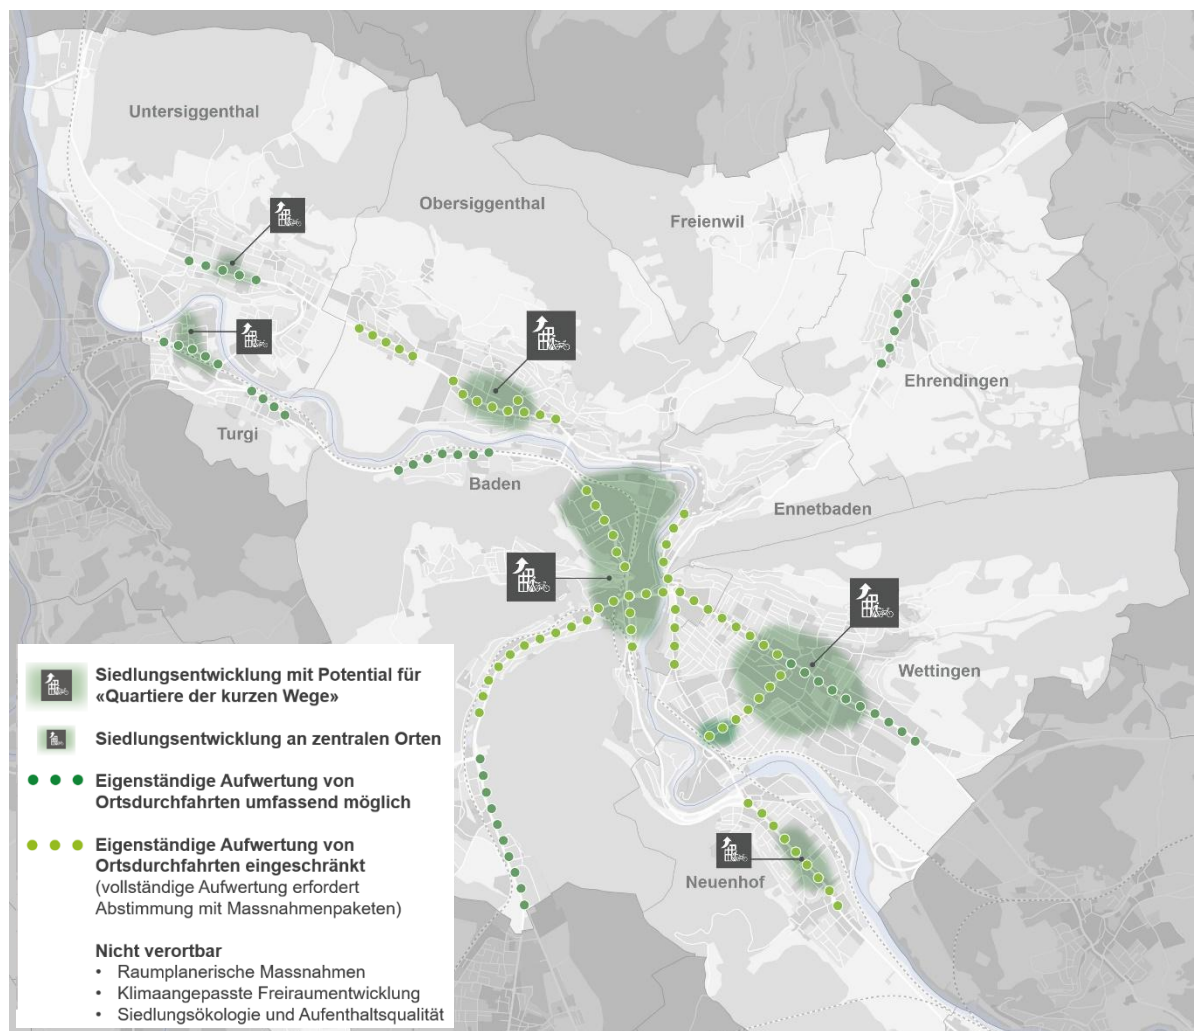 Untersiggenthal
Obersiggenthal
Freienwil
Ehrendingen
Turgi
Baden
Ennetbaden
Wettingen
Neuenhof
Siedlungsentwicklung mit Potential für
«Quartiere der kurzen Wege»
Siedlungsentwicklung an zentralen Orten
Eigenständige Aufwertung von
Ortsdurchfahrten umfassend möglich
Eigenständige Aufwertung von
Ortsdurchfahrten eingeschränkt
(vollständige Aufwertung erfordert
Abstimmung mit Massnahmenpaketen)
Nicht verortbar
• Raumplanerische Massnahmen
• Klimaangepasste Freiraumentwicklung
• Siedlungsökologie und Aufenthaltsqualität